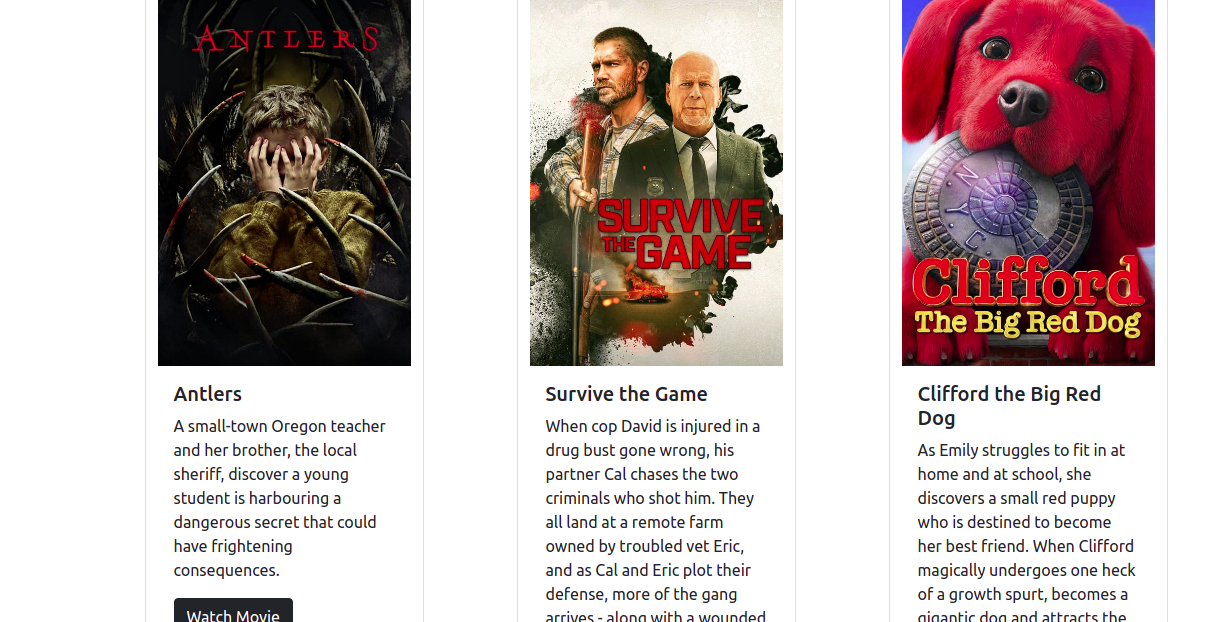 ANTLERS
SURVIVE
THE GAME
N
Y
C
Clifford
The Big Red Dog
Antlers
A small-town Oregon teacher
and her brother, the local
sheriff, discover a young
student is harbouring a
dangerous secret that could
have frightening
consequences.
Watch Movie
Survive the Game
When cop David is injured in a
drug bust gone wrong, his
partner Cal chases the two
criminals who shot him. They
all land at a remote farm
owned by troubled vet Eric,
and as Cal and Eric plot their
defense, more of the gang
arrives - along with a wounded
Clifford the Big Red
Dog
As Emily struggles to fit in at
home and at school, she
discovers a small red puppy
who is destined to become
her best friend. When Clifford
magically undergoes one heck
of a growth spurt, becomes a
gigantic dog and attracts the